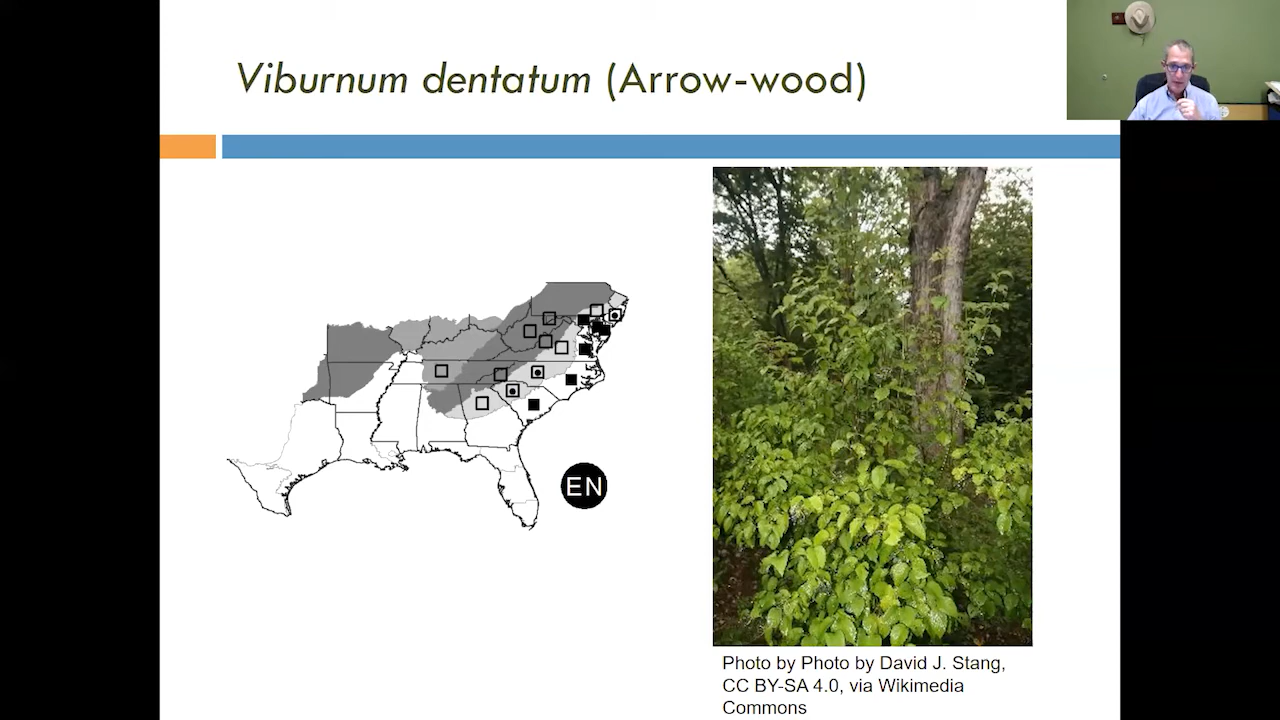 Viburnum dentatum (Arrow-wood)
EN
Photo by Photo by David J. Stang,
CC BY-SA 4.0, via Wikimedia
Commons